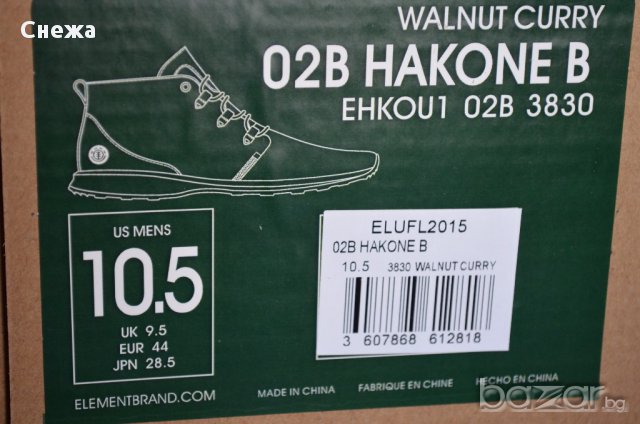 Снежа
WALNUT CURRY
02B HAKONE B
EHKOU1 02B 3830
US MENS
10.5
UK 9.5
EUR 44
JPN 28.5
ELEMENTBRAND.COM
ELUFL2015
02B HAKONE B
10.5 3830 WALNUT CURRY
3 607868 612818
MADE IN CHINA FABRIQUE EN CHINE HECHO EN CHINA
bazar.bg